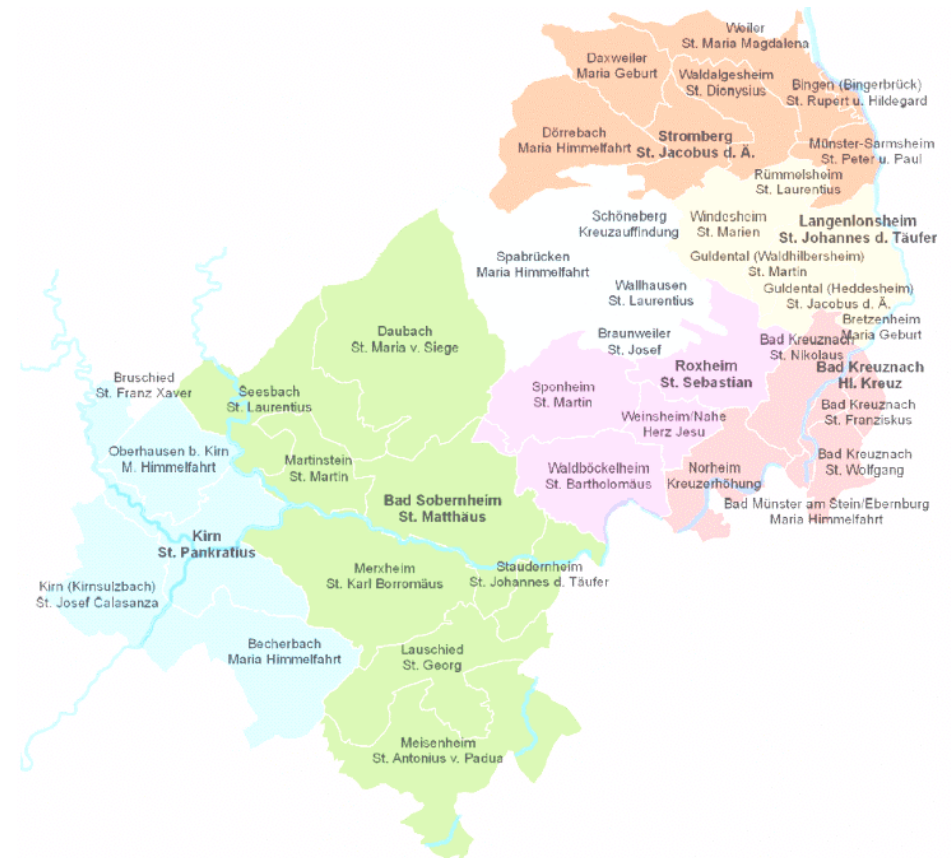 Weiler
St. Maria Magdalena
Daxweiler
Maria Geburt
Waldalgesheim
St. Dionysius
Bingen (Bingerbrück)
St. Rupert u. Hildegard
Dörrebach
Maria Himmelfahrt
Stromberg
St. Jacobus d. Ä.
Münster-Sarmsheim
St. Peter u. Paul
Rümmelsheim
St. Laurentius
Schöneberg
Kreuzauffindung
Windesheim
St. Marien
Langenlonsheim
St. Johannes d. Täufer
Spabrücken
Maria Himmelfahrt
Guldental (Waldhilbersheim)
St. Martin
Wallhausen
St. Laurentius
Guldental (Heddesheim)
St. Jacobus d. Ä.
Bretzenheim
Maria Geburt
Daubach
St. Maria v. Siege
Braunweiler
St. Josef
Bad Kreuznach
St. Nikolaus
Roxheim
St. Sebastian
Bad Kreuznach
Hl. Kreuz
Bruschied
St. Franz Xaver
Seesbach
St. Laurentius
Sponheim
St. Martin
Weinsheim/Nahe
Herz Jesu
Bad Kreuznach
St. Franziskus
Oberhausen b. Kirn
M. Himmelfahrt
Martinstein
St. Martin
Waldböckelheim
St. Bartholomäus
Norheim
Kreuzerhöhung
Bad Kreuznach
St. Wolfgang
Bad Sobernheim
St. Matthäus
Bad Münster am Stein/Ebernburg
Maria Himmelfahrt
Kirn
St. Pankratius
Merxheim
St. Karl Borromäus
Staudernheim
St. Johannes d. Täufer
Kirn (Kirnsulzbach)
St. Josef Calasanza
Becherbach
Maria Himmelfahrt
Lauschied
St. Georg
Meisenheim
St. Antonius v. Padua